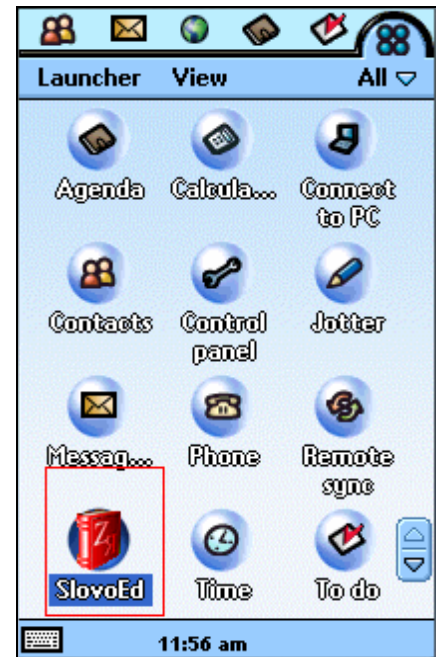 Launcher View All
Agenda Calcula... Connect
to PC
Contacts Control Jotter
panel
Messag... Phone Remote
sync
SlovoEd Time To do
11:56 am